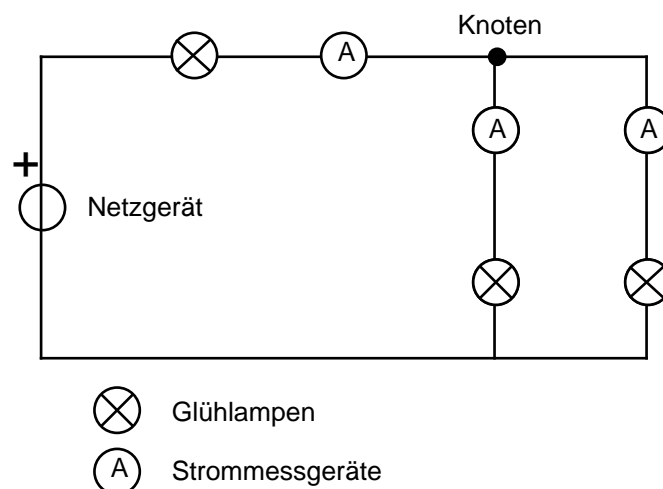 Knoten
A
A
A
+
Netzgerät
Glühlampen
A
Strommessgeräte